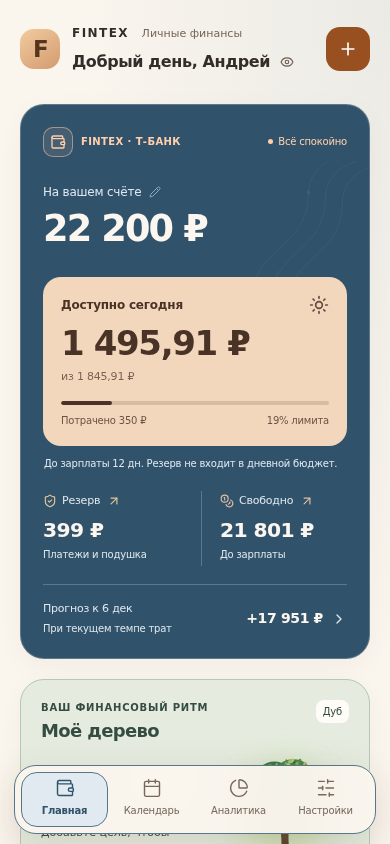 F
FINTEX Личные финансы
Добрый день, Андрей
FINTEX · Т-БАНК
Всё спокойно
На вашем счёте
22 200 ₽
Доступно сегодня
1 495,91 ₽
из 1 845,91 ₽
Потрачено 350 ₽ 19% лимита
До зарплаты 12 дн. Резерв не входит в дневной бюджет.
Резерв Свободно
399 ₽ 21 801 ₽
Платежи и подушка До зарплаты
Прогноз к 6 дек
+17 951 ₽
При текущем темпе трат
ВАШ ФИНАНСОВЫЙ РИТМ
Дуб
Моё дерево
Главная Календарь Аналитика Настройки